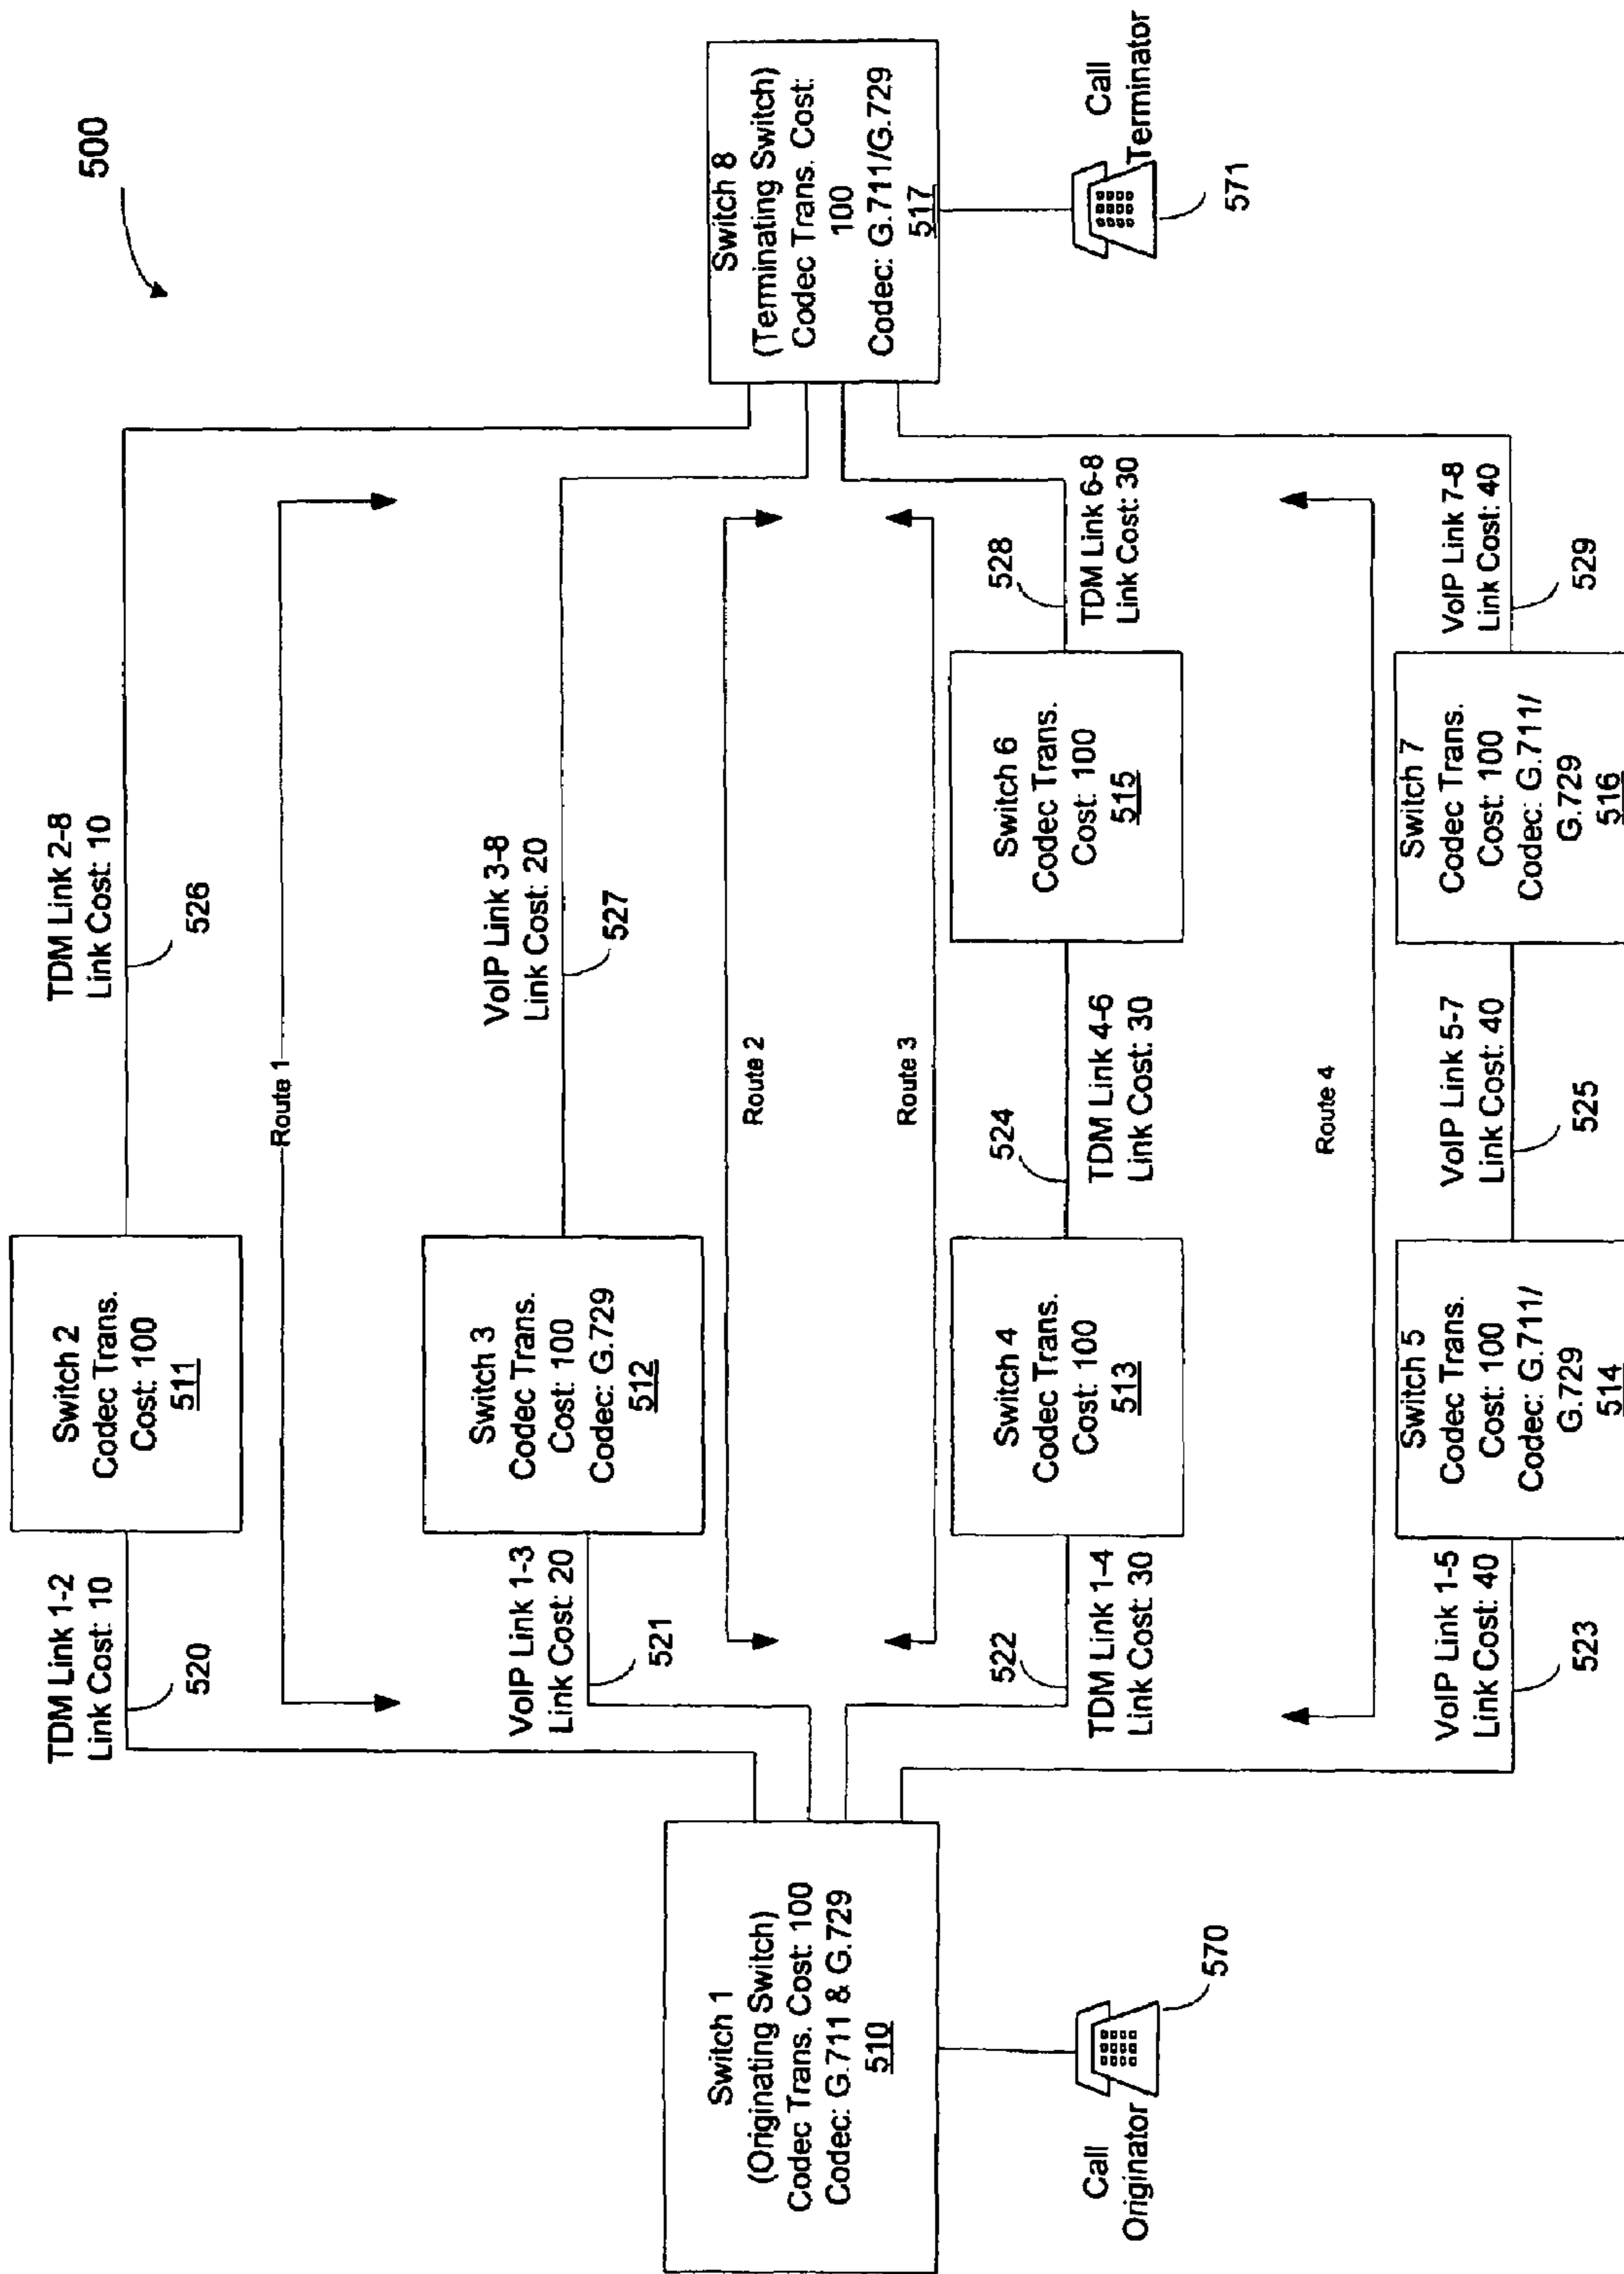 500
TDM Link 1-2
Link Cost: 10
520
Switch 2
Codec Trans.
Cost: 100
511
TDM Link 2-8
Link Cost: 10
526
Route 1
VoIP Link 1-3
Link Cost: 20
521
Switch 3
Codec Trans.
Cost: 100
Codec: G.729
512
VoIP Link 3-8
Link Cost: 20
527
Route 2
Switch 1
(Originating Switch)
Codec Trans. Cost: 100
Codec: G.711 & G.729
510
Switch 8
(Terminating Switch)
Codec Trans. Cost:
100
Codec: G.711/G.729
517
Route 3
522
TDM Link 1-4
Link Cost: 30
Switch 4
Codec Trans.
Cost: 100
513
524
TDM Link 4-6
Link Cost: 30
Switch 6
Codec Trans.
Cost: 100
515
528
TDM Link 6-8
Link Cost: 30
Call
Originator
570
Call
Terminator
571
Route 4
VoIP Link 1-5
Link Cost: 40
523
Switch 5
Codec Trans.
Cost: 100
Codec: G.711/
G.729
514
VoIP Link 5-7
Link Cost: 40
525
Switch 7
Codec Trans.
Cost: 100
Codec: G.711/
G.729
516
VoIP Link 7-8
Link Cost: 40
529